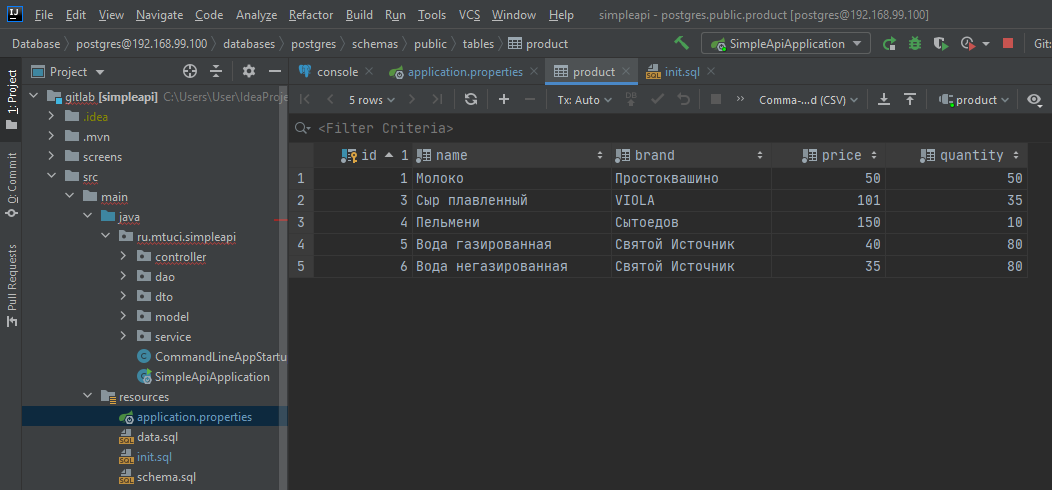 File Edit View Navigate Code Analyze Refactor Build Run Tools VCS Window Help simpleapi - postgres.public.product [postgres@192.168.99.100]
Database postgres@192.168.99.100 databases postgres schemas public tables product SimpleApiApplication Git:
Project console application.properties product init.sql
gitlab [simpleapi] C:\Users\User\IdeaProje 5 rows Tx: Auto DB Comma-...d (CSV) product
.idea
<Filter Criteria>
.mvn
screens
id 1 name brand price quantity
src
1 1 Молоко Простоквашино 50 50
main
2 3 Сыр плавленный VIOLA 101 35
java
3 4 Пельмени Сытоедов 150 10
ru.mtuci.simpleapi
4 5 Вода газированная Святой Источник 40 80
controller
5 6 Вода негазированная Святой Источник 35 80
dao
dto
model
service
CommandLineAppStartu
SimpleApiApplication
resources
application.properties
data.sql
init.sql
schema.sql
1: Project
0: Commit
Pull Requests